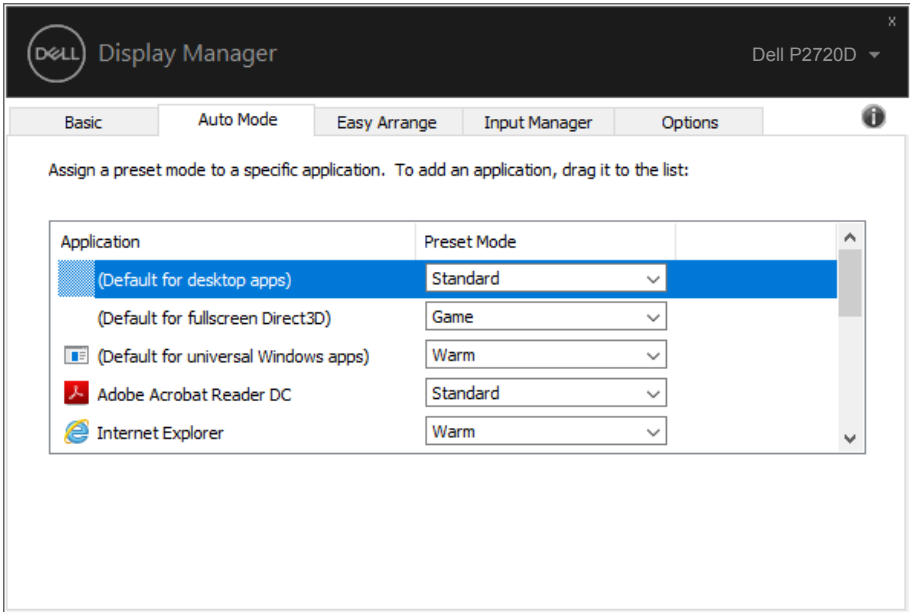 x
DELL Display Manager
Dell P2720D
Basic Auto Mode Easy Arrange Input Manager Options
Assign a preset mode to a specific application. To add an application, drag it to the list:
Application Preset Mode
(Default for desktop apps) Standard
(Default for fullscreen Direct3D) Game
(Default for universal Windows apps) Warm
Adobe Acrobat Reader DC Standard
Internet Explorer Warm